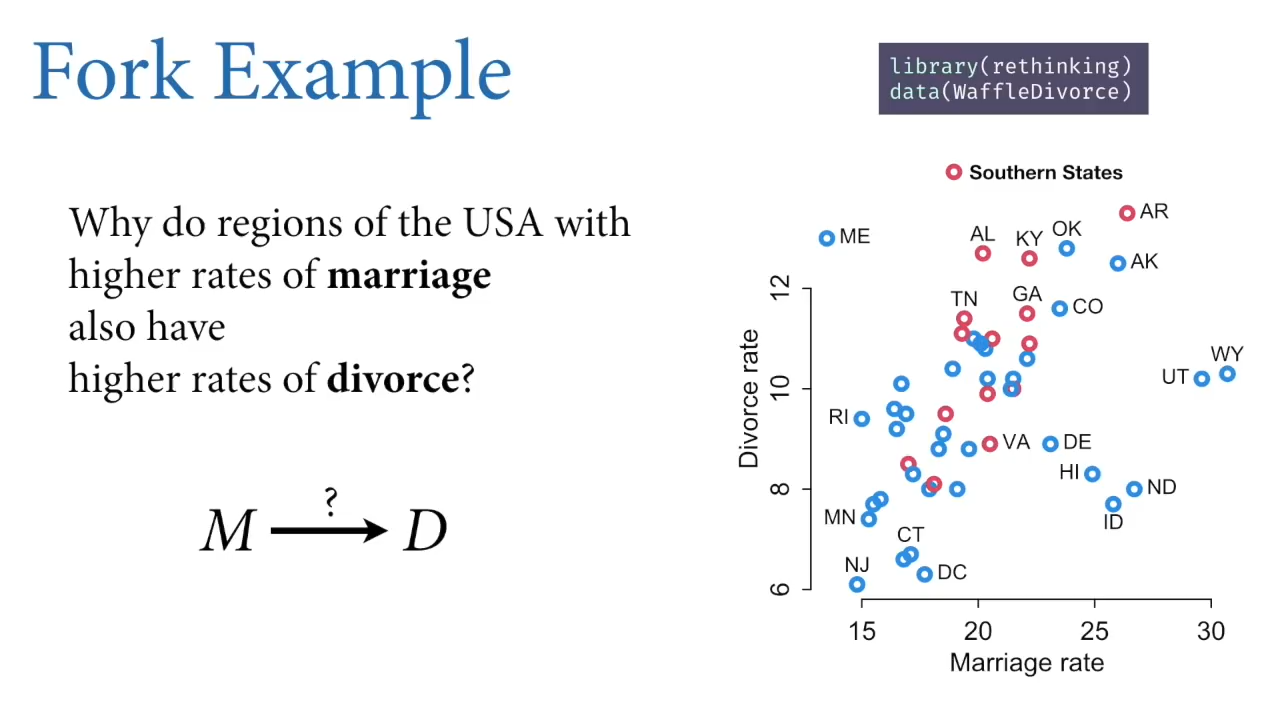 Fork Example
library(rethinking)
data(WaffleDivorce)
Why do regions of the USA with
higher rates of marriage
also have
higher rates of divorce?
M ? D
Southern States
AR
ME
AL
KY
OK
AK
TN
GA
CO
WY
UT
RI
VA
DE
HI
ND
ID
MN
CT
NJ
DC
Divorce rate
12
10
8
6
15 20 25 30
Marriage rate